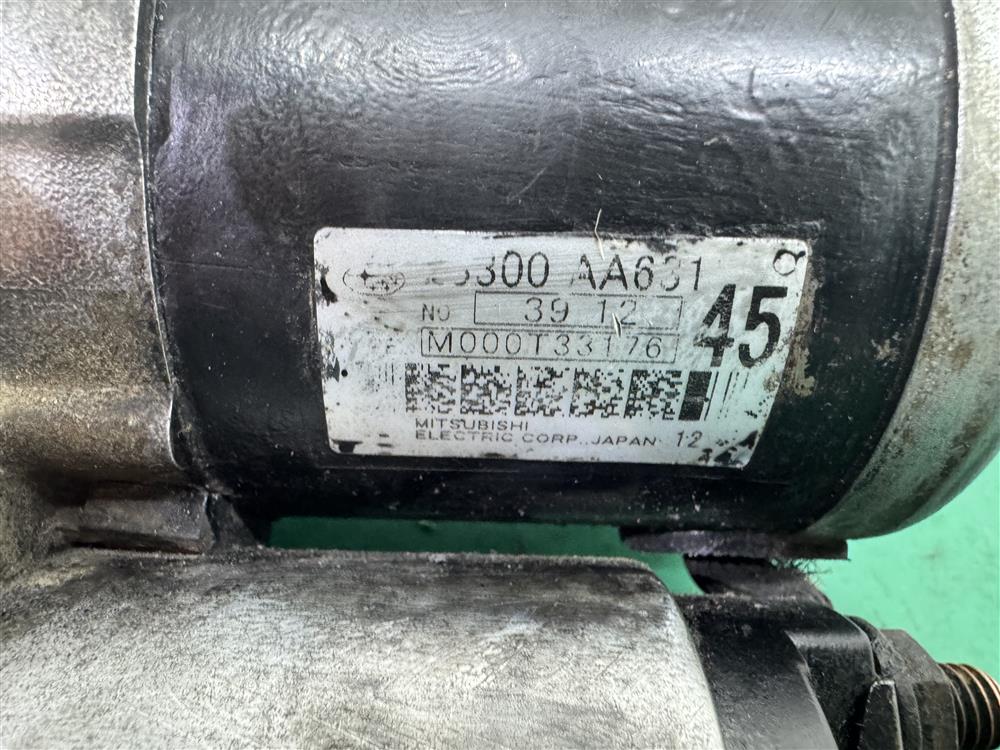 300 AA631
NO 39 12
45
M000T33176
MITSUBISHI
ELECTRIC CORP., JAPAN 12